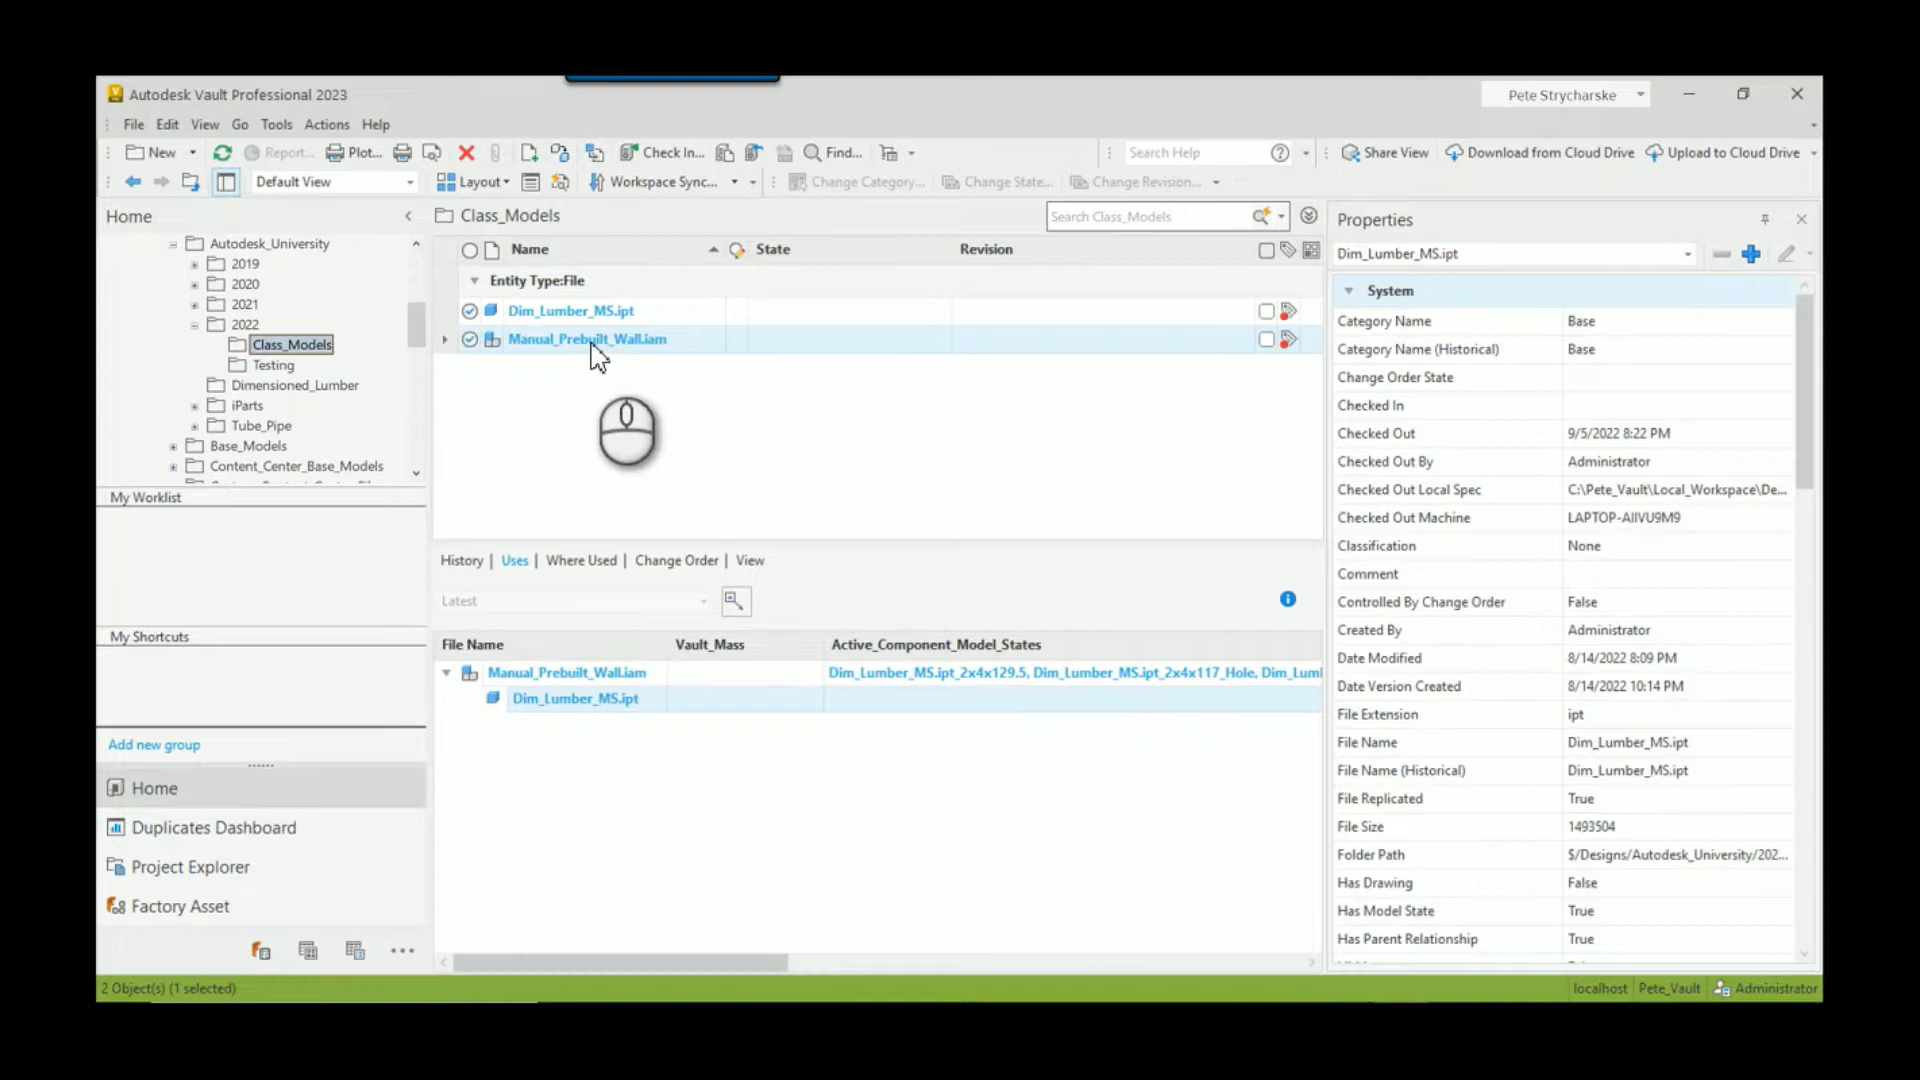 Autodesk Vault Professional 2023
Pete Strycharske
File Edit View Go Tools Actions Help
New Report... Plot... Check In... Find... Search Help Share View Download from Cloud Drive Upload to Cloud Drive
Default View Layout Workspace Sync... Change Category... Change State... Change Revision...
Home
Autodesk_University
2019
2020
2021
2022
Class_Models
Testing
Dimensioned_Lumber
iParts
Tube_Pipe
Base_Models
Content_Center_Base_Models
My Worklist
My Shortcuts
Add new group
Home
Duplicates Dashboard
Project Explorer
Factory Asset
Class_Models Search Class_Models
Name State Revision
Entity Type:File
Dim_Lumber_MS.ipt
Manual_Prebuilt_Wall.iam
History | Uses | Where Used | Change Order | View
Latest
File Name Vault_Mass Active_Component_Model_States
Manual_Prebuilt_Wall.iam Dim_Lumber_MS.ipt_2x4x129.5, Dim_Lumber_MS.ipt_2x4x117_Hole, Dim_Lum
Dim_Lumber_MS.ipt
Properties
Dim_Lumber_MS.ipt
System
Category Name Base
Category Name (Historical) Base
Change Order State
Checked In
Checked Out 9/5/2022 8:22 PM
Checked Out By Administrator
Checked Out Local Spec C:\Pete_Vault\Local_Workspace\De...
Checked Out Machine LAPTOP-AIIVU9M9
Classification None
Comment
Controlled By Change Order False
Created By Administrator
Date Modified 8/14/2022 8:09 PM
Date Version Created 8/14/2022 10:14 PM
File Extension ipt
File Name Dim_Lumber_MS.ipt
File Name (Historical) Dim_Lumber_MS.ipt
File Replicated True
File Size 1493504
Folder Path $/Designs/Autodesk_University/202...
Has Drawing False
Has Model State True
Has Parent Relationship True
2 Object(s) (1 selected) localhost Pete_Vault Administrator